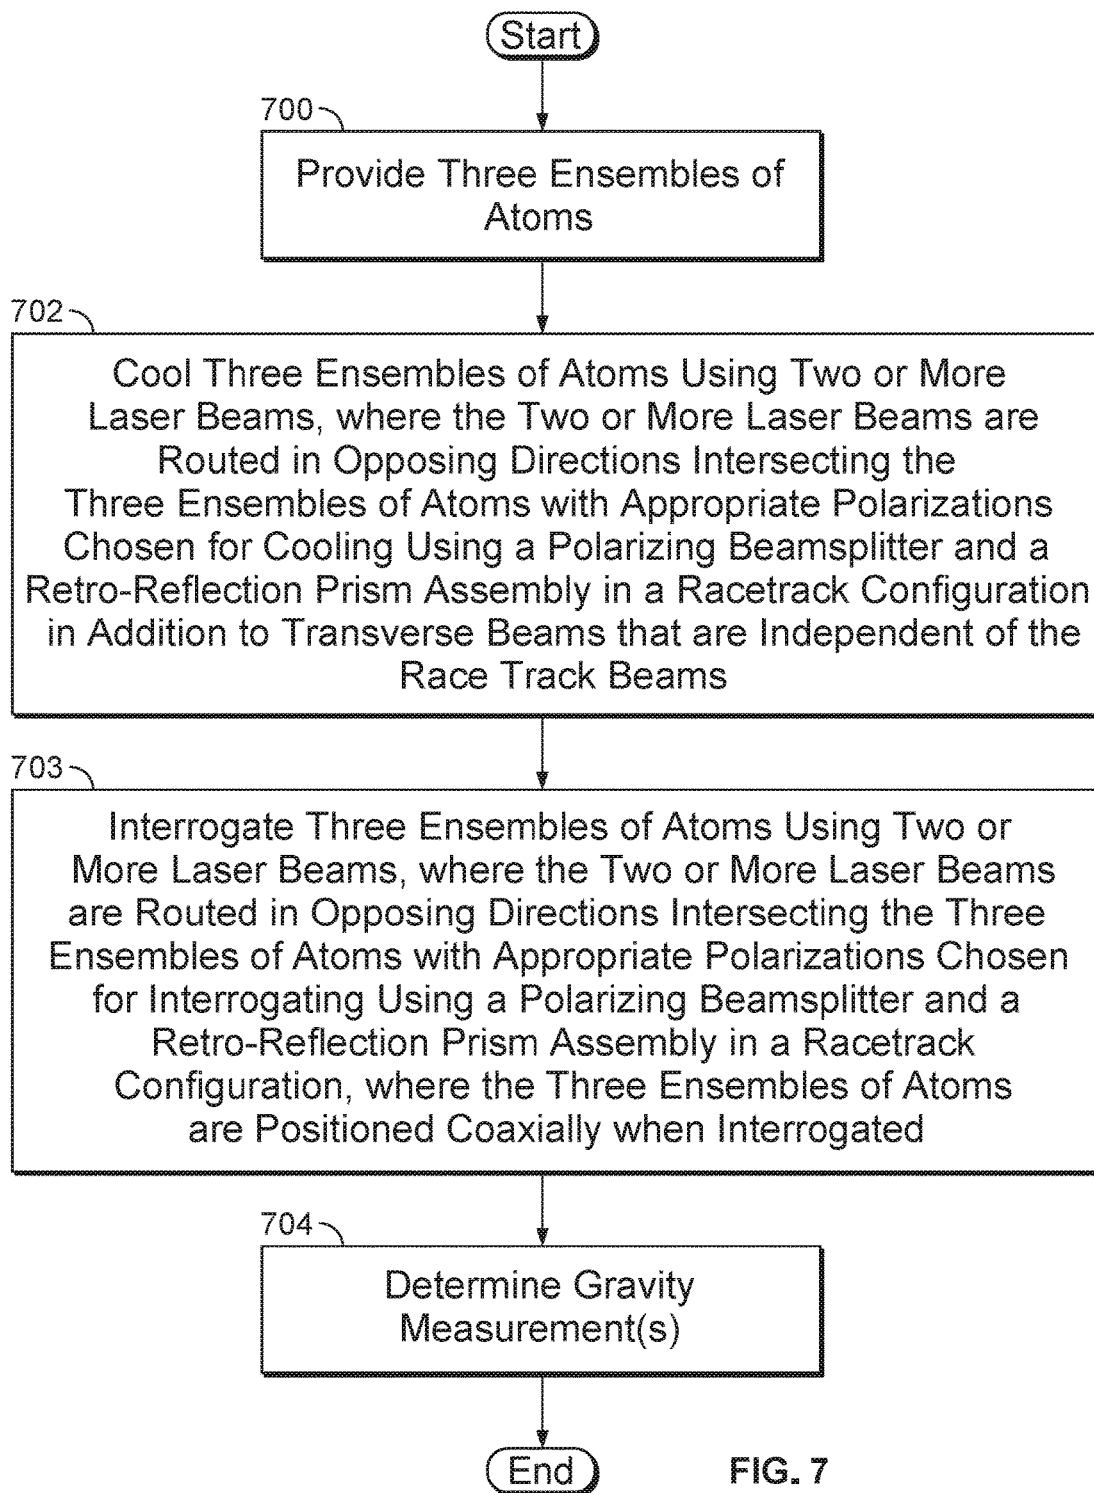 Start
700
Provide Three Ensembles of
Atoms
702
Cool Three Ensembles of Atoms Using Two or More
Laser Beams, where the Two or More Laser Beams are
Routed in Opposing Directions Intersecting the
Three Ensembles of Atoms with Appropriate Polarizations
Chosen for Cooling Using a Polarizing Beamsplitter and a
Retro-Reflection Prism Assembly in a Racetrack Configuration
in Addition to Transverse Beams that are Independent of the
Race Track Beams
703
Interrogate Three Ensembles of Atoms Using Two or
More Laser Beams, where the Two or More Laser Beams
are Routed in Opposing Directions Intersecting the Three
Ensembles of Atoms with Appropriate Polarizations Chosen
for Interrogating Using a Polarizing Beamsplitter and a
Retro-Reflection Prism Assembly in a Racetrack
Configuration, where the Three Ensembles of Atoms
are Positioned Coaxially when Interrogated
704
Determine Gravity
Measurement(s)
End
FIG. 7